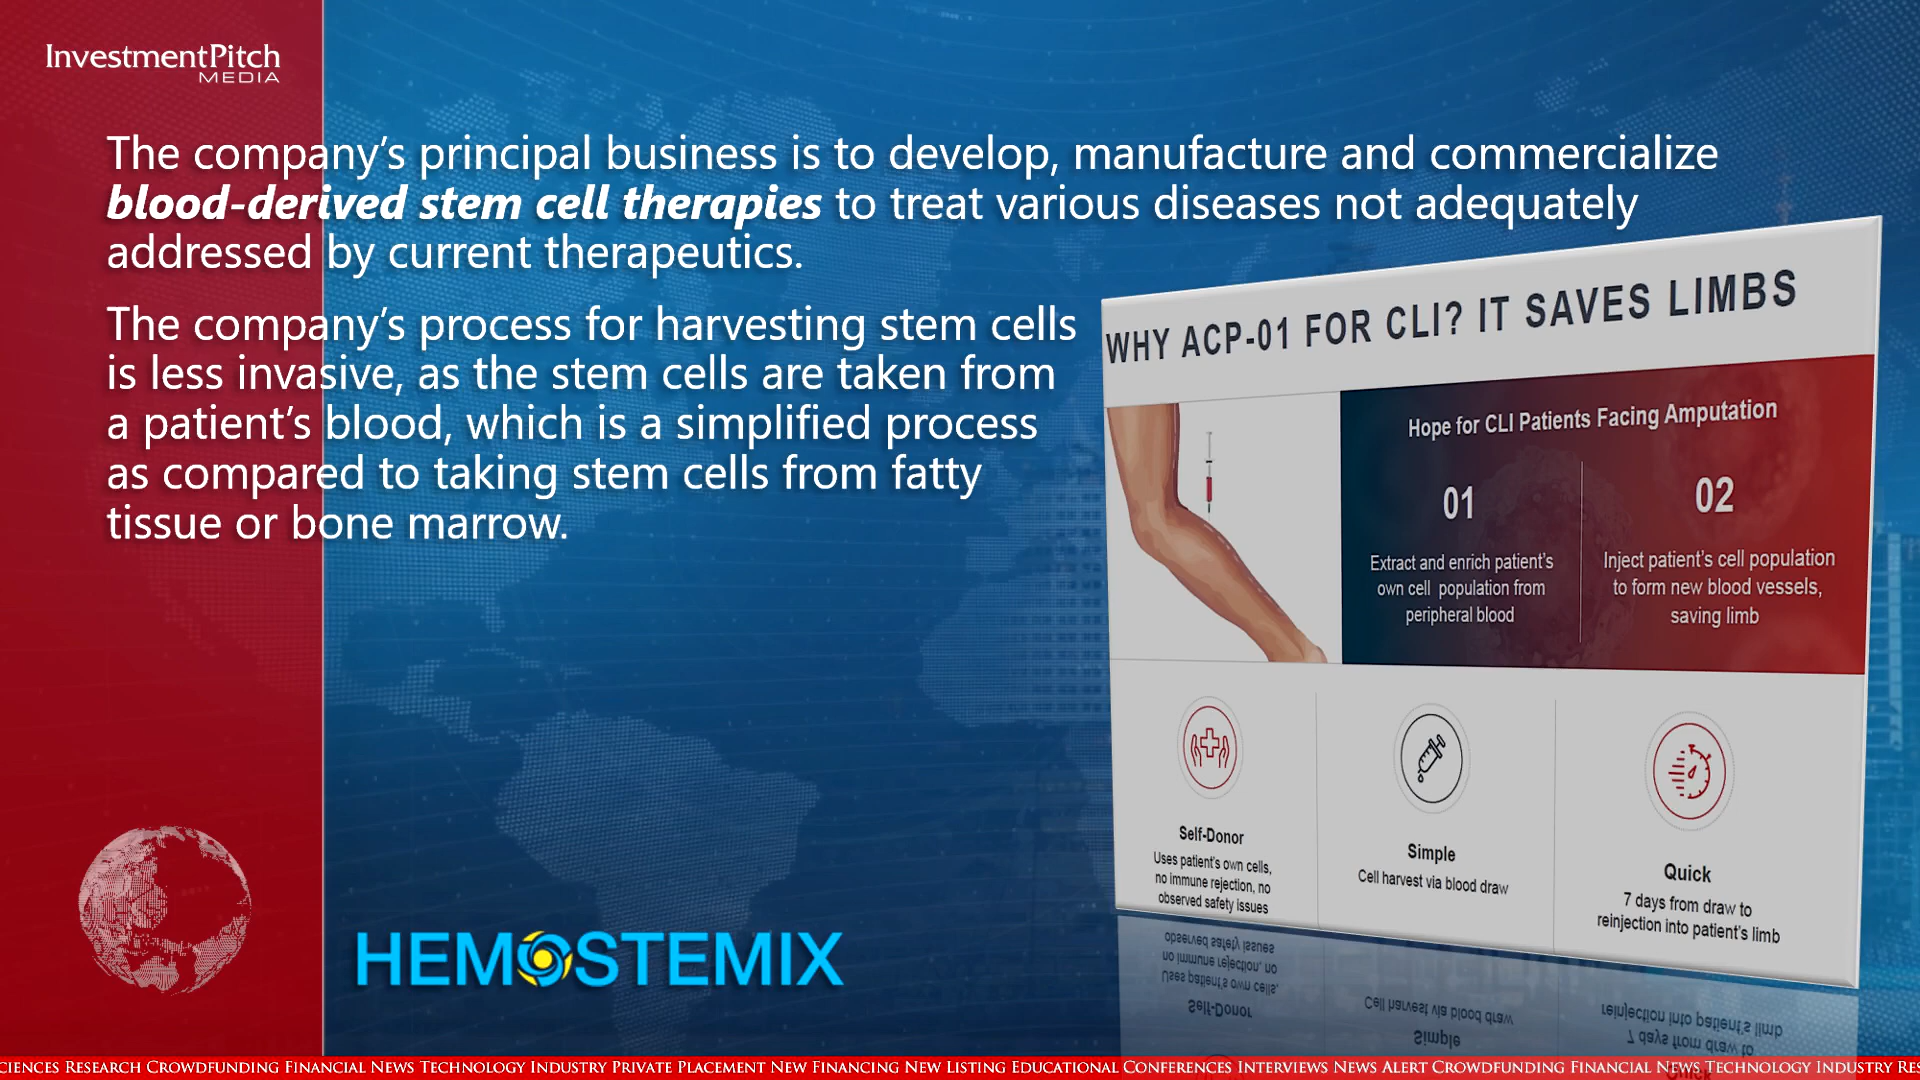 InvestmentPitch
MEDIA
The company's principal business is to develop, manufacture and commercialize
blood-derived stem cell therapies to treat various diseases not adequately
addressed by current therapeutics.
The company's process for harvesting stem cells
is less invasive, as the stem cells are taken from
a patient's blood, which is a simplified process
as compared to taking stem cells from fatty
tissue or bone marrow.
WHY ACP-01 FOR CLI? IT SAVES LIMBS
Hope for CLI Patients Facing Amputation
01
Extract and enrich patient's
own cell population from
peripheral blood
02
Inject patient's cell population
to form new blood vessels,
saving limb
Self-Donor
Uses patient's own cells,
no immune rejection, no
observed safety issues
Simple
Cell harvest via blood draw
Quick
7 days from draw to
reinjection into patient's limb
HEMOSTEMIX
CIENCES RESEARCH CROWDFUNDING FINANCIAL NEWS TECHNOLOGY INDUSTRY PRIVATE PLACEMENT NEW FINANCING NEW LISTING EDUCATIONAL CONFERENCES INTERVIEWS NEWS ALERT CROWDFUNDING FINANCIAL NEWS TECHNOLOGY INDUSTRY RES